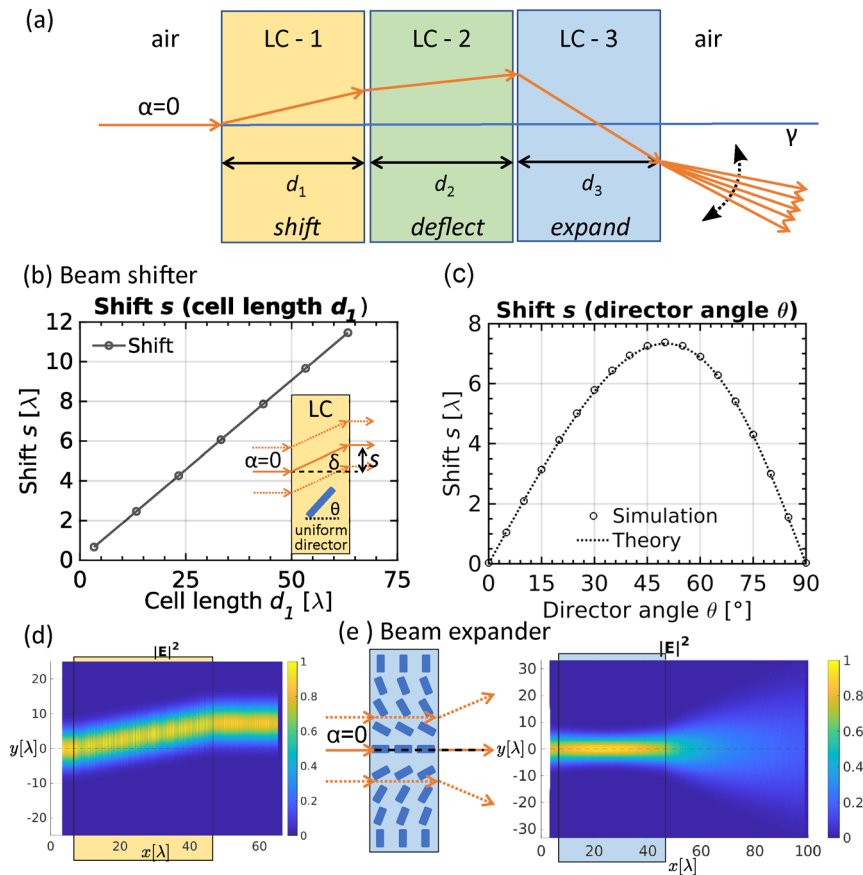 (a)
air LC - 1 LC - 2 LC - 3 air
α=0
γ
d1 d2 d3
shift deflect expand
(b) Beam shifter
(c)
Shift s (cell length d1)
12
10
8
6
4
2
0
0 25 50 75
Shift s [λ]
Cell length d1 [λ]
Shift
LC
α=0
δ
s
θ
uniform
director
Shift s (director angle θ)
8
6
4
2
0
0 15 30 45 60 75 90
Shift s [λ]
Director angle θ [°]
Simulation
Theory
(d)
|E|²
20
10
y[λ] 0
-10
-20
20 40 60
x[λ]
1
0.8
0.6
0.4
0.2
0
(e ) Beam expander
α=0
|E|²
30
20
10
y[λ] 0
-10
-20
-30
0 20 40 60 80 100
x[λ]
1
0.8
0.6
0.4
0.2
0